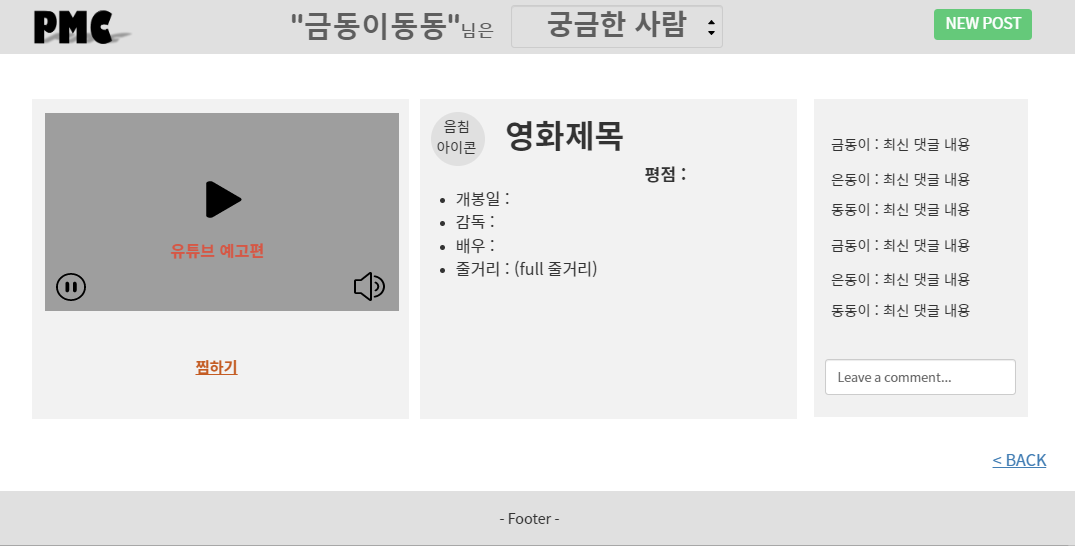 PMC
"금동이동동"님은 궁금한 사람
NEW POST
유튜브 예고편
찜하기
음침
아이콘
영화제목
평점 :
개봉일 :
감독 :
배우 :
줄거리 : (full 줄거리)
금동이 : 최신 댓글 내용
은동이 : 최신 댓글 내용
동동이 : 최신 댓글 내용
금동이 : 최신 댓글 내용
은동이 : 최신 댓글 내용
동동이 : 최신 댓글 내용
Leave a comment...
< BACK
- Footer -